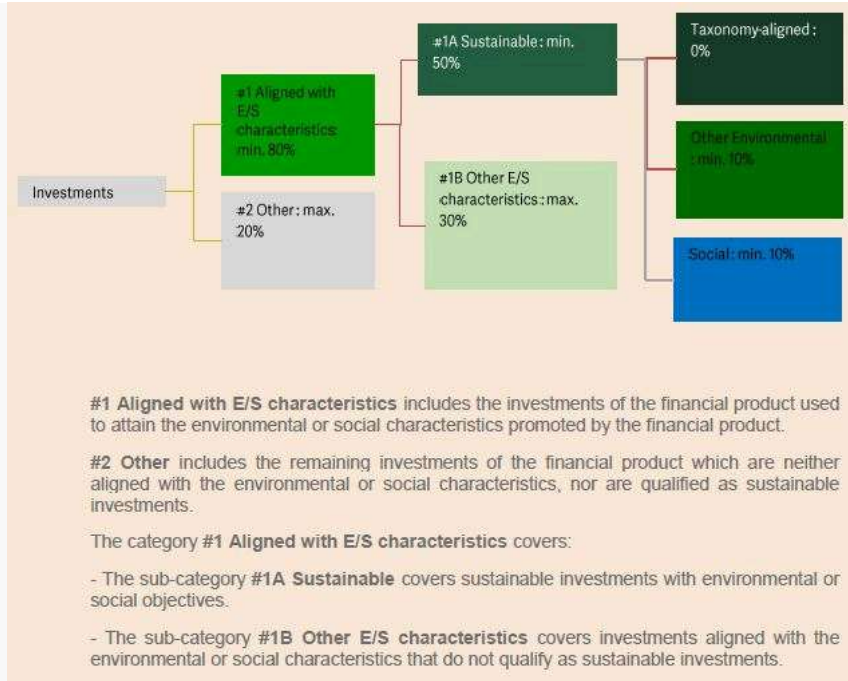 Investments
#1 Aligned with
E/S
characteristics:
min. 80%
#2 Other: max.
20%
#1A Sustainable: min.
50%
#1B Other E/S
characteristics: max.
30%
Taxonomy-aligned:
0%
Other Environmental
: min. 10%
Social: min. 10%
#1 Aligned with E/S characteristics includes the investments of the financial product used
to attain the environmental or social characteristics promoted by the financial product.
#2 Other includes the remaining investments of the financial product which are neither
aligned with the environmental or social characteristics, nor are qualified as sustainable
investments.
The category #1 Aligned with E/S characteristics covers:
- The sub-category #1A Sustainable covers sustainable investments with environmental or
social objectives.
- The sub-category #1B Other E/S characteristics covers investments aligned with the
environmental or social characteristics that do not qualify as sustainable investments.